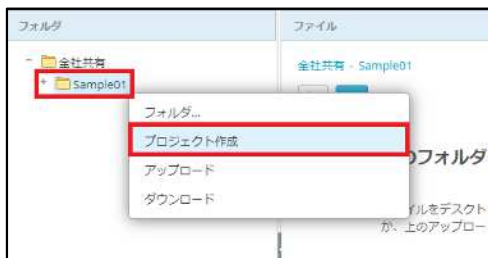 フォルダ
ファイル
全社共有
Sample01
全社共有 - Sample01
フォルダ...
プロジェクト作成
アップロード
ダウンロード
のフォルダ
イルをデスクト
が、上のアップロー